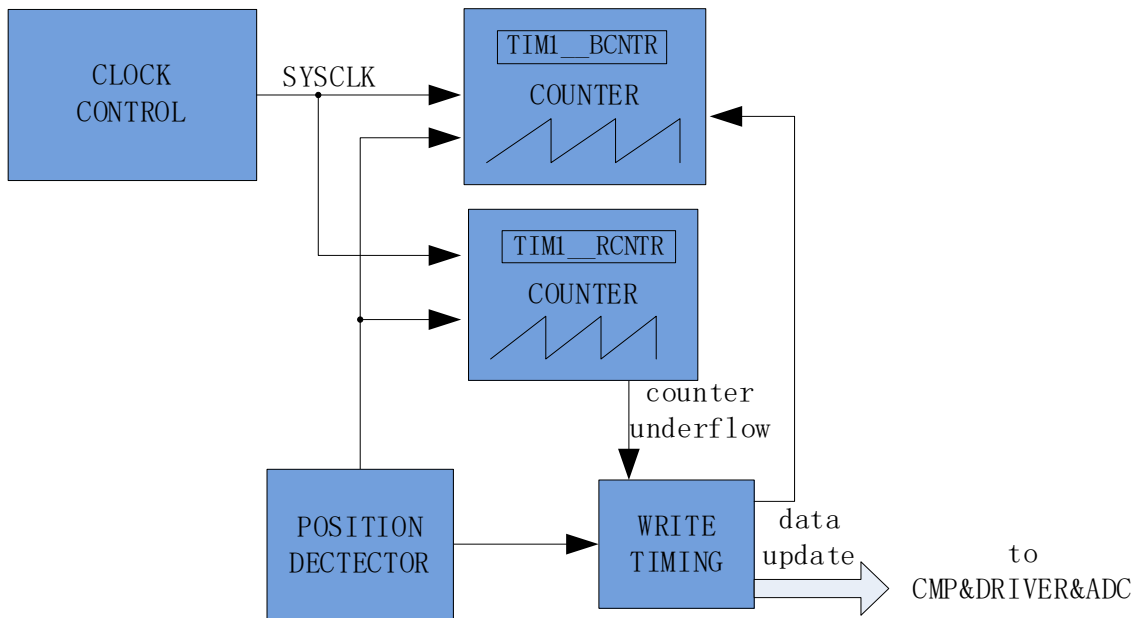 CLOCK
CONTROL
SYSCLK
TIM1__BCNTR
COUNTER
TIM1__RCNTR
COUNTER
counter
underflow
POSITION
DECTECTOR
WRITE
TIMING
data
update
to
CMP&DRIVER&ADC